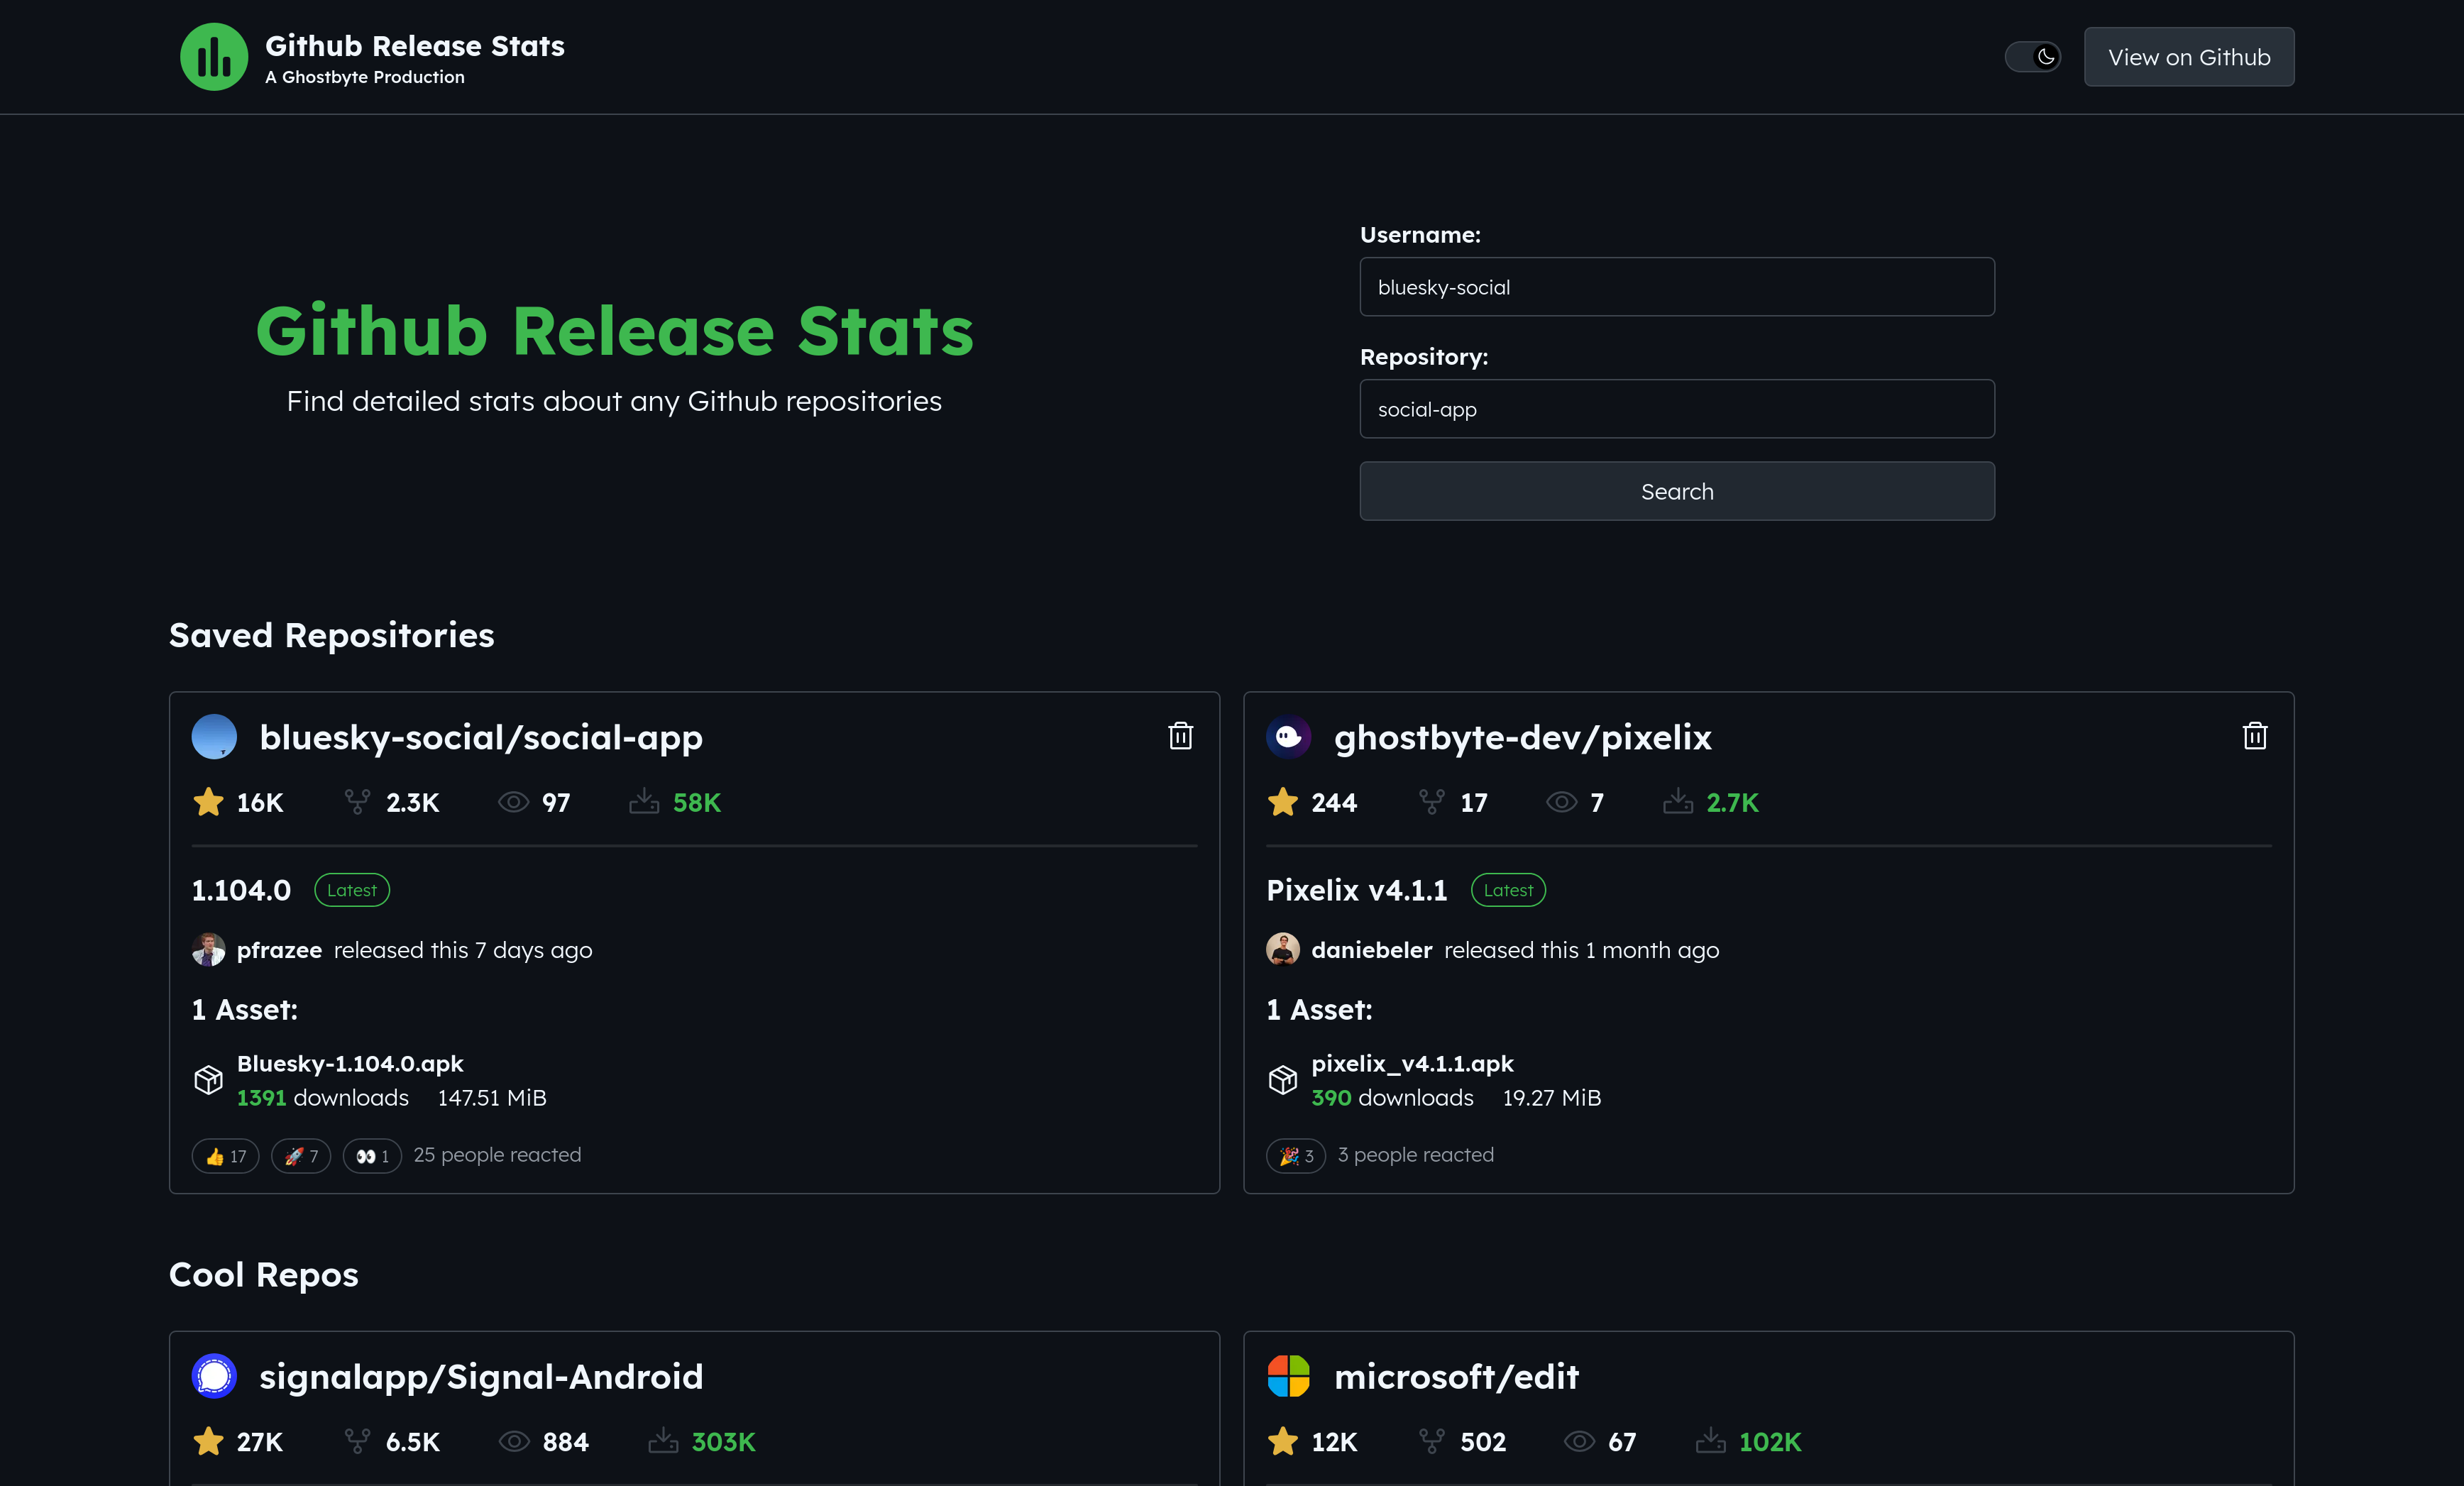 Github Release Stats
A Ghostbyte Production
View on Github
Github Release Stats
Find detailed stats about any Github repositories
Username:
bluesky-social
Repository:
social-app
Search
Saved Repositories
bluesky-social/social-app
16K 2.3K 97 58K
1.104.0 Latest
pfrazee released this 7 days ago
1 Asset:
Bluesky-1.104.0.apk
1391 downloads 147.51 MiB
👍 17 🚀 7 👀 1 25 people reacted
ghostbyte-dev/pixelix
244 17 7 2.7K
Pixelix v4.1.1 Latest
daniebeler released this 1 month ago
1 Asset:
pixelix_v4.1.1.apk
390 downloads 19.27 MiB
🎉 3 3 people reacted
Cool Repos
signalapp/Signal-Android
27K 6.5K 884 303K
microsoft/edit
12K 502 67 102K